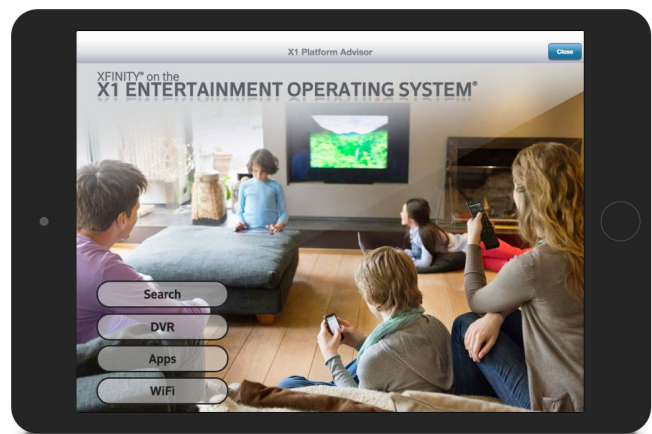 X1 Platform Advisor
Close
XFINITY® on the
X1 ENTERTAINMENT OPERATING SYSTEM®
Search
DVR
Apps
WiFi